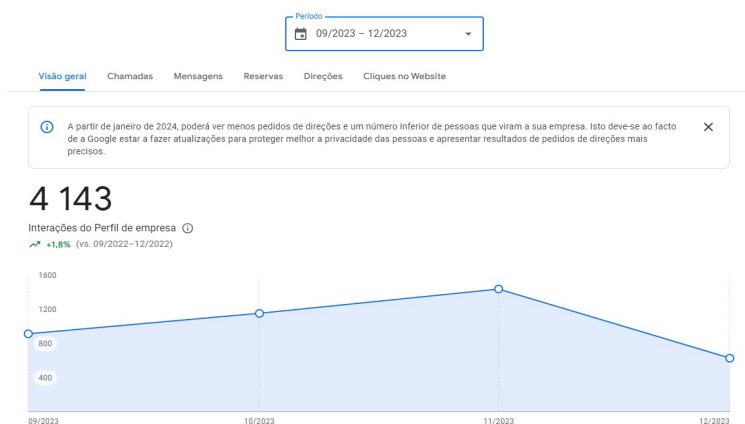 Período
09/2023 – 12/2023
Visão geral Chamadas Mensagens Reservas Direções Cliques no Website
A partir de janeiro de 2024, poderá ver menos pedidos de direções e um número inferior de pessoas que viram a sua empresa. Isto deve-se ao facto
de a Google estar a fazer atualizações para proteger melhor a privacidade das pessoas e apresentar resultados de pedidos de direções mais
precisos.
4 143
Interações do Perfil de empresa
+1,8% (vs. 09/2022–12/2022)
1600
1200
800
400
09/2023 10/2023 11/2023 12/2023